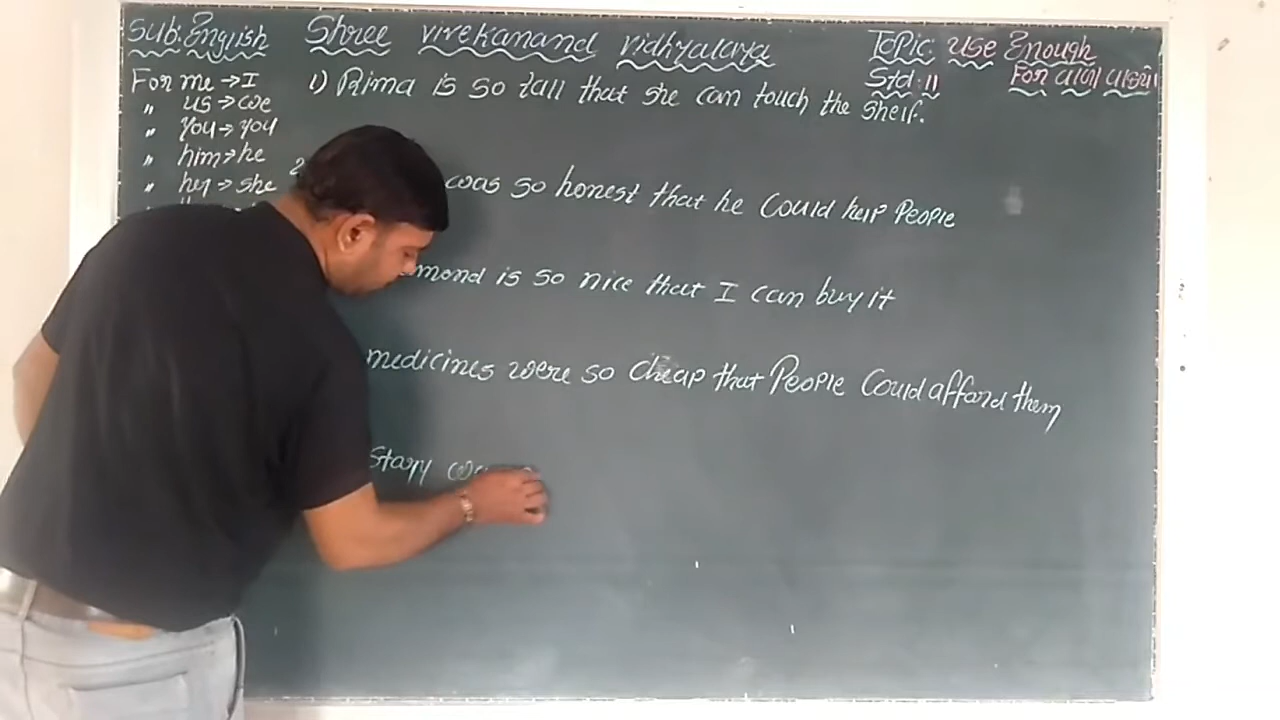 Sub: English
Shree vivekanand vidhyalaya
Topic: Use Enough
Std: 11
For વાળા વાક્યો
For me → I
" us → we
" you → you
" him → he
" her → she
1) Rima is so tall that she can touch the shelf.
2
was so honest that he Could help People
mond is so nice that I can buy it
medicines were so cheap that People Could affard them
Stary